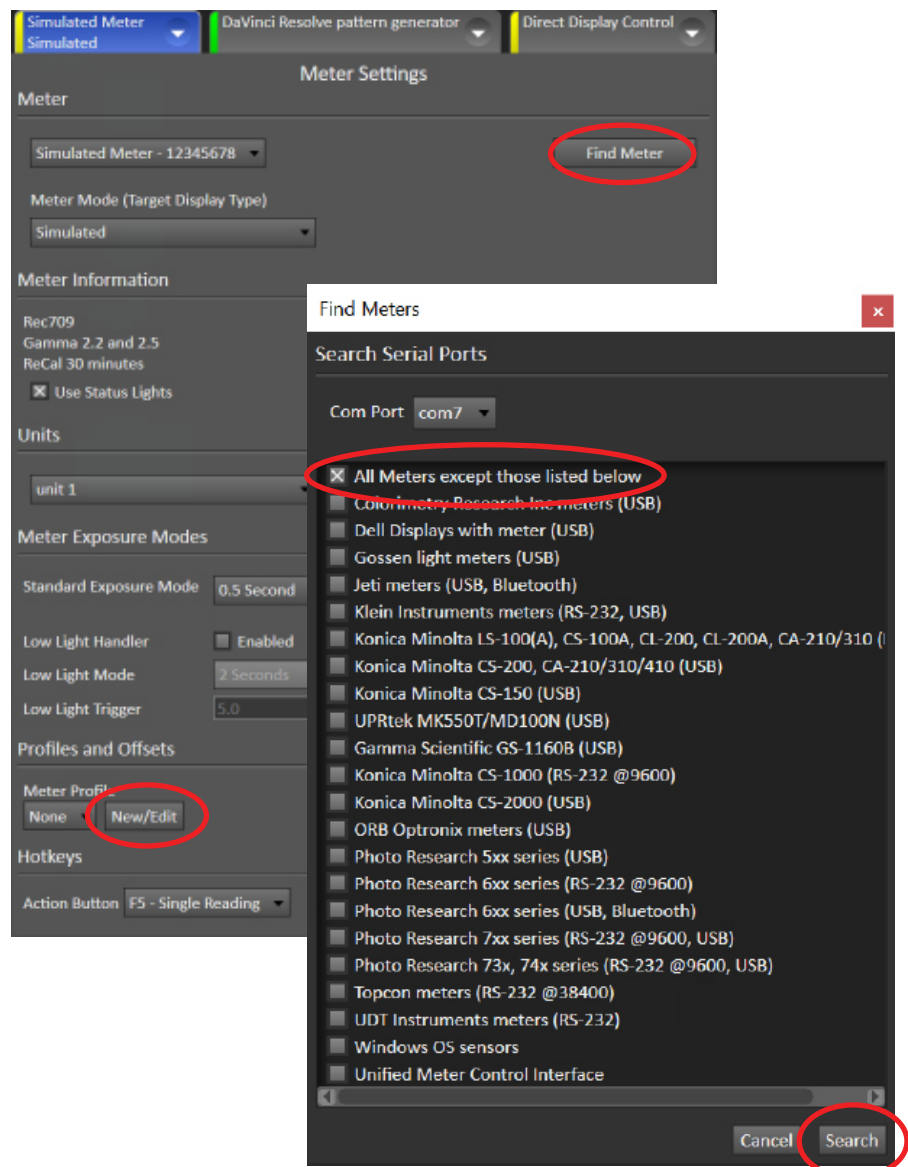 Simulated Meter
Simulated
DaVinci Resolve pattern generator
Direct Display Control
Meter Settings
Meter
Simulated Meter - 12345678
Find Meter
Meter Mode (Target Display Type)
Simulated
Meter Information
Rec709
Gamma 2.2 and 2.5
ReCal 30 minutes
Use Status Lights
Units
unit 1
Meter Exposure Modes
Standard Exposure Mode 0.5 Second
Low Light Handler Enabled
Low Light Mode 2 Seconds
Low Light Trigger 5.0
Profiles and Offsets
Meter Profile
None New/Edit
Hotkeys
Action Button F5 - Single Reading
Find Meters
x
Search Serial Ports
Com Port com7
All Meters except those listed below
Colorimetry Research Inc meters (USB)
Dell Displays with meter (USB)
Gossen light meters (USB)
Jeti meters (USB, Bluetooth)
Klein Instruments meters (RS-232, USB)
Konica Minolta LS-100(A), CS-100A, CL-200, CL-200A, CA-210/310 (
Konica Minolta CS-200, CA-210/310/410 (USB)
Konica Minolta CS-150 (USB)
UPRtek MK550T/MD100N (USB)
Gamma Scientific GS-1160B (USB)
Konica Minolta CS-1000 (RS-232 @9600)
Konica Minolta CS-2000 (USB)
ORB Optronix meters (USB)
Photo Research 5xx series (USB)
Photo Research 6xx series (RS-232 @9600)
Photo Research 6xx series (USB, Bluetooth)
Photo Research 7xx series (RS-232 @9600, USB)
Photo Research 73x, 74x series (RS-232 @9600, USB)
Topcon meters (RS-232 @38400)
UDT Instruments meters (RS-232)
Windows OS sensors
Unified Meter Control Interface
Cancel Search